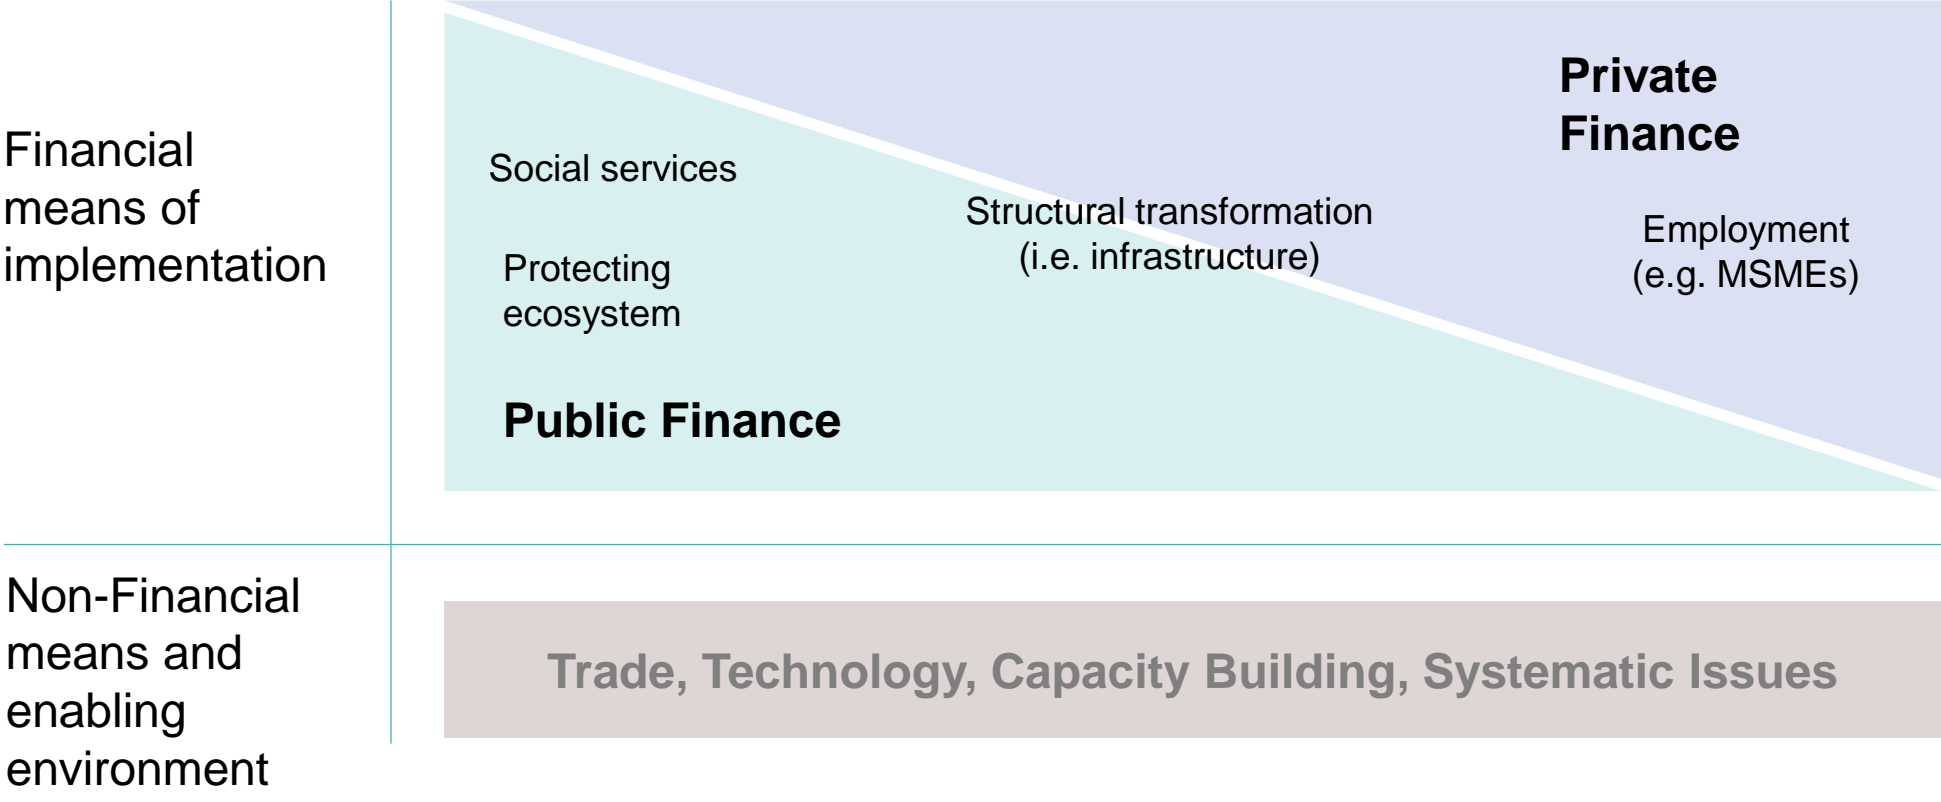 Financial
means of
implementation
Social services
Protecting
ecosystem
Public Finance
Structural transformation
(i.e. infrastructure)
Private
Finance
Employment
(e.g. MSMEs)
Non-Financial
means and
enabling
environment
Trade, Technology, Capacity Building, Systematic Issues